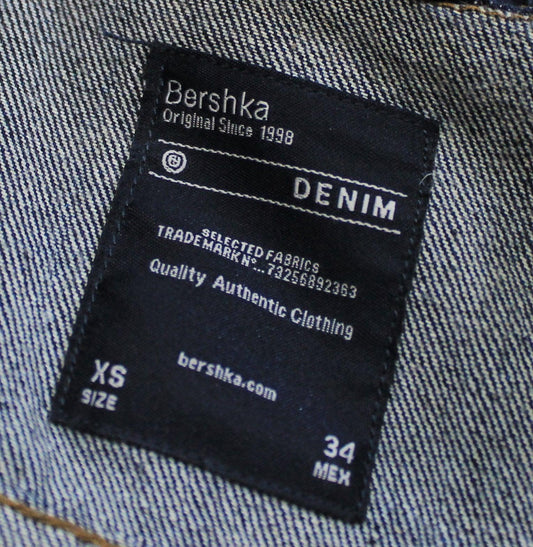 Bershka
Original Since 1998
DENIM
SELECTED FABRICS
TRADEMARK Nº...73256892363
Quality Authentic Clothing
bershka.com
XS
SIZE
34
MEX